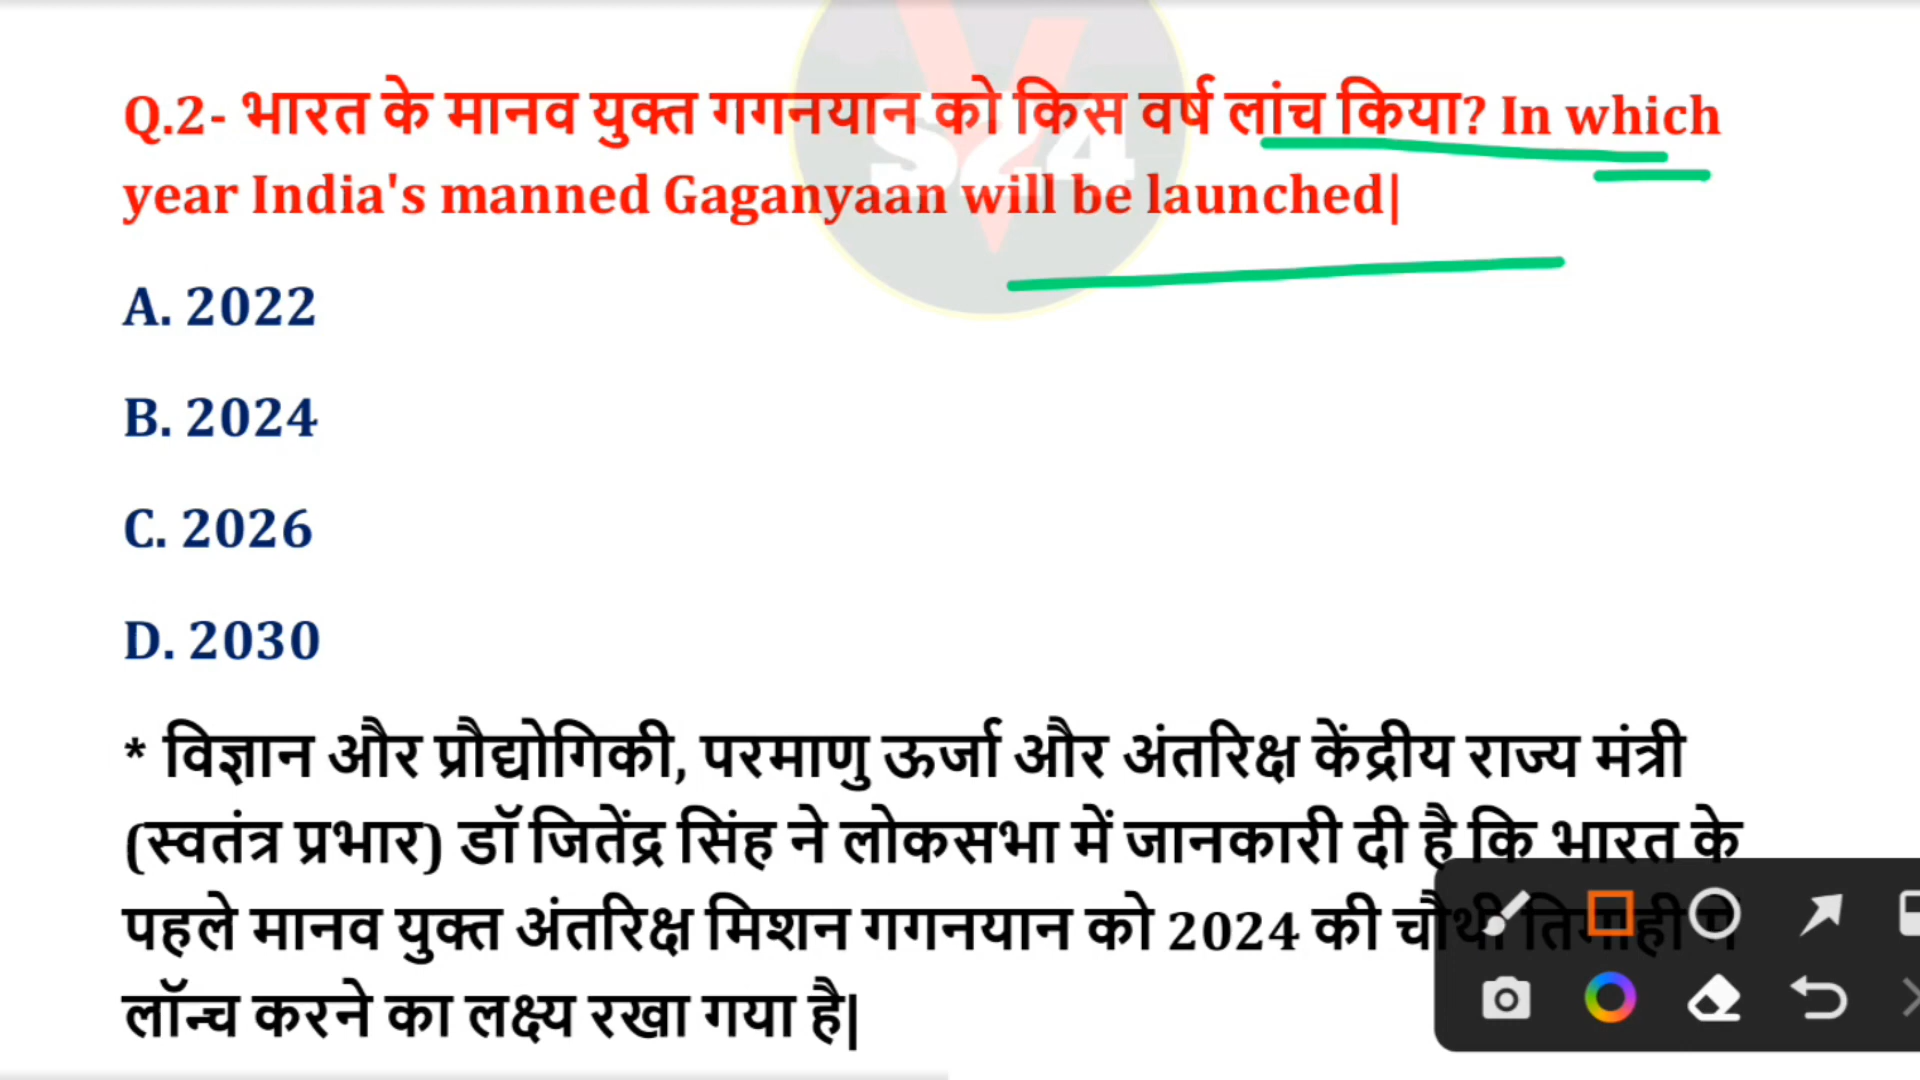 Q.2- भारत के मानव युक्त गगनयान को किस वर्ष लांच किया? In which
year India's manned Gaganyaan will be launched|
S24
A. 2022
B. 2024
C. 2026
D. 2030
* विज्ञान और प्रौद्योगिकी, परमाणु ऊर्जा और अंतरिक्ष केंद्रीय राज्य मंत्री
(स्वतंत्र प्रभार) डॉ जितेंद्र सिंह ने लोकसभा में जानकारी दी है कि भारत के
पहले मानव युक्त अंतरिक्ष मिशन गगनयान को 2024 की चौथी तिमाही में
लॉन्च करने का लक्ष्य रखा गया है|